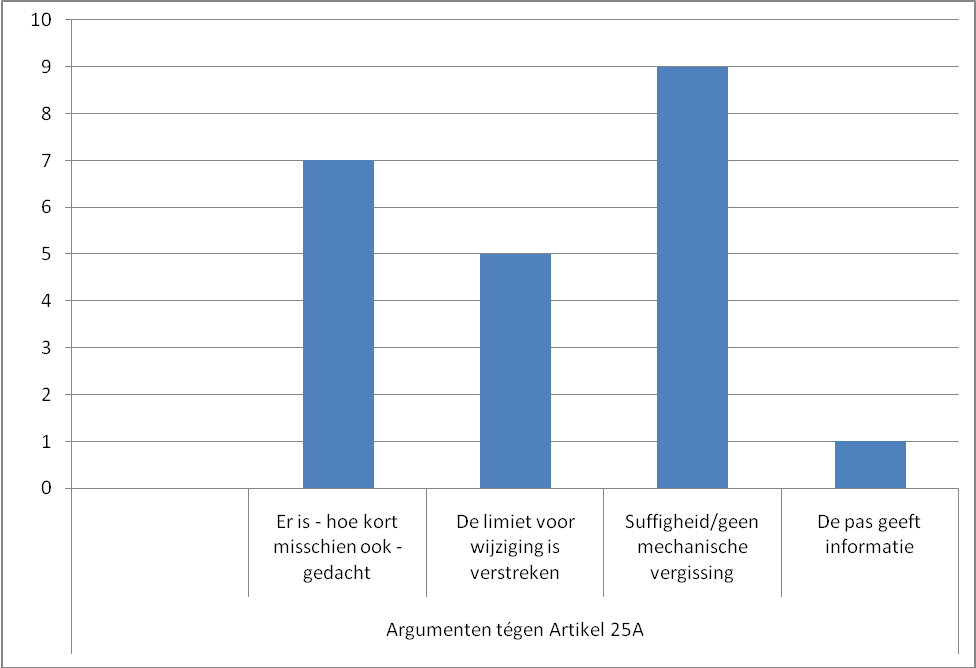 10
9
8
7
6
5
4
3
2
1
0
Er is - hoe kort
misschien ook -
gedacht
De limiet voor
wijziging is
verstreken
Suffigheid/geen
mechanische
vergissing
De pas geeft
informatie
Argumenten tégen Artikel 25A